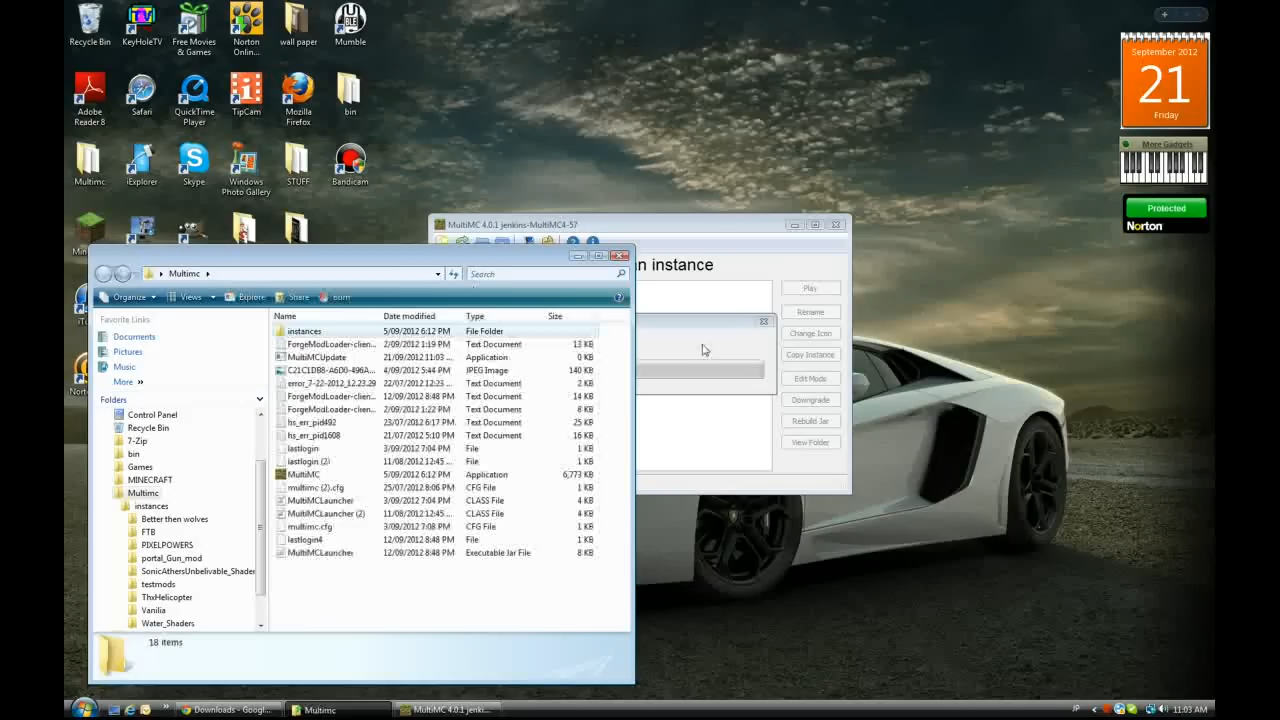 Recycle Bin
KeyHoleTV
Free Movies & Games
Norton Onlin...
wall paper
Mumble
Adobe Reader 8
Safari
QuickTime Player
TipCam
Mozilla Firefox
bin
Multimc
iExplorer
Skype
Windows Photo Gallery
STUFF
Bandicam
September 2012
21
Friday
More Gadgets
Protected
Norton
MultiMC 4.0.1 jenkins-MultiMC4-57
n instance
Play
Rename
Change Icon
Copy Instance
Edit Mods
Downgrade
Rebuild Jar
View Folder
Multimc
Search
Organize Views Explore Share Burn
Favorite Links
Documents
Pictures
Music
More »
Folders
Control Panel
Recycle Bin
7-Zip
bin
Games
MINECRAFT
Multimc
instances
Better then wolves
FTB
PIXELPOWERS
portal_Gun_mod
SonicAthersUnbelivable_Shader
testmods
ThxHelicopter
Vanilia
Water_Shaders
Name Date modified Type Size
instances 5/09/2012 6:12 PM File Folder
ForgeModLoader-clien... 2/09/2012 1:19 PM Text Document 13 KB
MultiMCUpdate 21/09/2012 11:03 ... Application 0 KB
C21C1DB8-A6D0-496A... 4/09/2012 5:44 PM JPEG Image 140 KB
error_7-22-2012_12.23.29 22/07/2012 12:23 ... Text Document 2 KB
ForgeModLoader-clien... 12/09/2012 8:48 PM Text Document 14 KB
ForgeModLoader-clien... 2/09/2012 1:22 PM Text Document 8 KB
hs_err_pid492 23/07/2012 6:17 PM Text Document 25 KB
hs_err_pid1608 21/07/2012 5:10 PM Text Document 16 KB
lastlogin 3/09/2012 7:04 PM File 1 KB
lastlogin (2) 11/08/2012 12:45 ... File 1 KB
MultiMC 5/09/2012 6:12 PM Application 6,773 KB
multimc (2).cfg 25/07/2012 8:06 PM CFG File 1 KB
MultiMCLauncher 3/09/2012 7:04 PM CLASS File 4 KB
MultiMCLauncher (2) 11/08/2012 12:45 ... CLASS File 4 KB
multimc.cfg 3/09/2012 7:08 PM CFG File 1 KB
lastlogin4 12/09/2012 8:48 PM File 1 KB
MultiMCLauncher 12/09/2012 8:48 PM Executable Jar File 8 KB
18 items
Downloads - Googl...
Multimc
MultiMC 4.0.1 jenki...
JP
11:03 AM